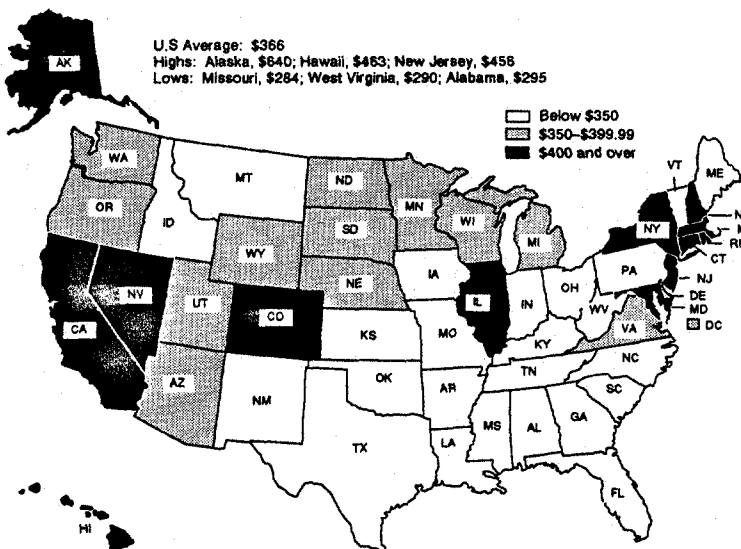 U.S Average: $366
Highs: Alaska, $640; Hawaii, $463; New Jersey, $456
Lows: Missouri, $284; West Virginia, $290; Alabama, $295
Below $350
$350–$399.99
$400 and over
AK
WA
MT
ND
MN
VT
ME
OR
ID
SD
WI
MI
NY
N
M
RI
CT
WY
IA
PA
NJ
NV
UT
NE
IL
IN
OH
DE
MD
CA
CO
KS
MO
WV
VA
DC
KY
AZ
NM
OK
AR
TN
NC
SC
TX
LA
MS
AL
GA
FL
HI